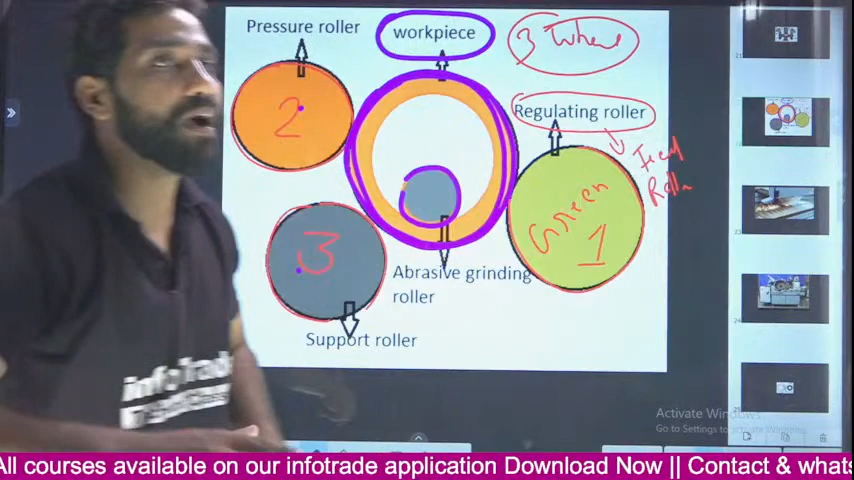 Pressure roller
workpiece
3 Wheel
Regulating roller
Feed
Roller
2
Green
1
3
Abrasive grinding
roller
Support roller
infoTrade
Activate Windows
Go to Settings to activate Windows.
All courses available on our infotrade application Download Now || Contact & whats